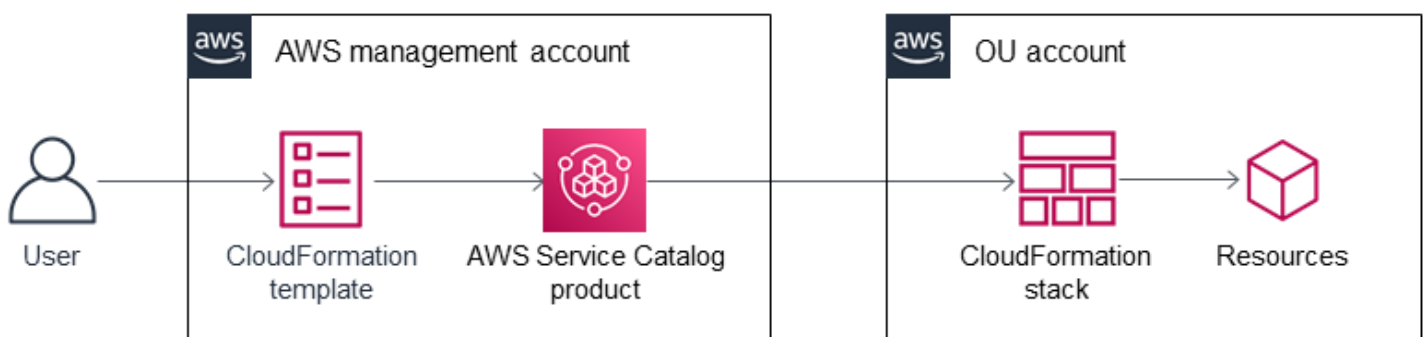 aws
AWS management account
aws
OU account
User
CloudFormation
template
AWS Service Catalog
product
CloudFormation
stack
Resources